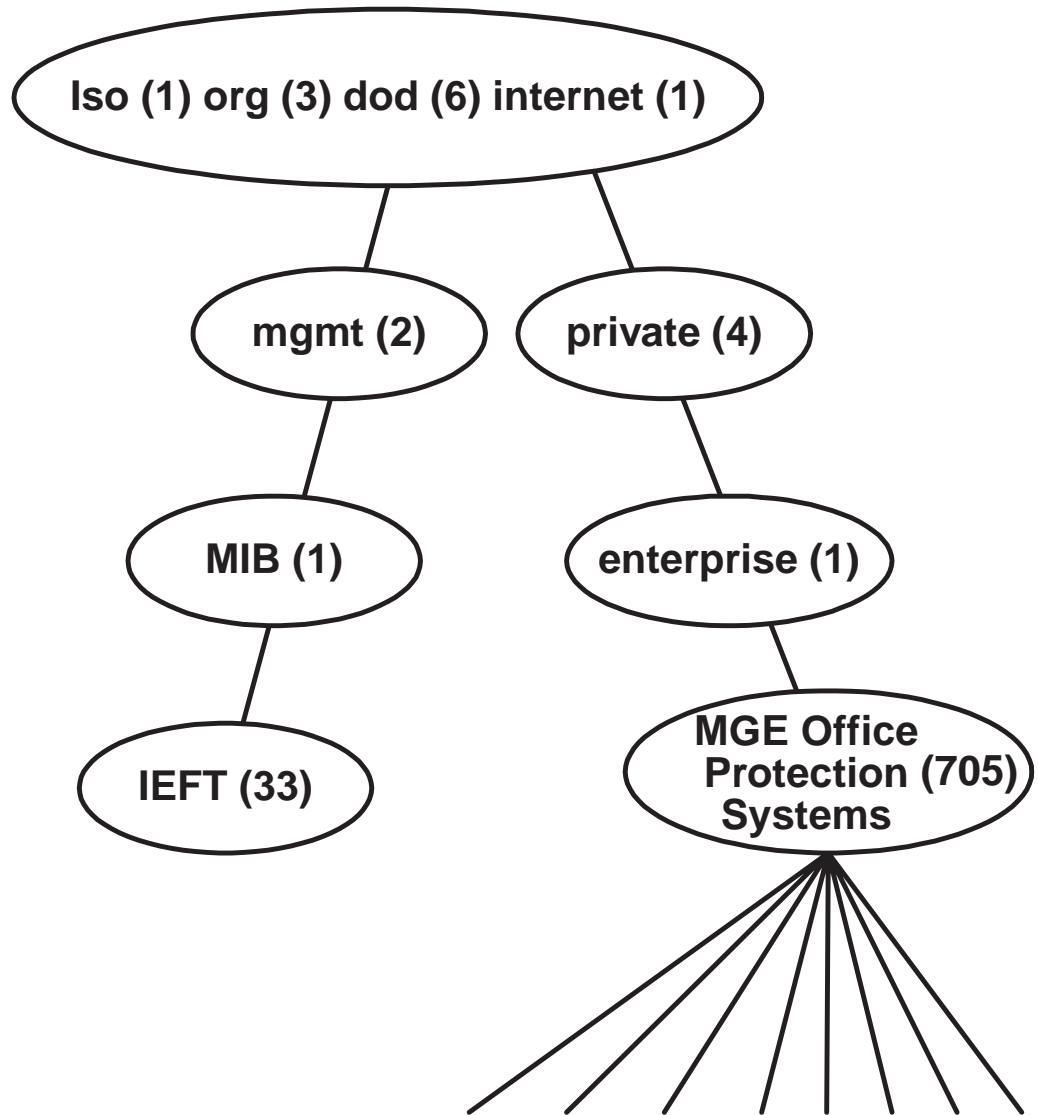 Iso (1) org (3) dod (6) internet (1)
mgmt (2)
private (4)
MIB (1)
enterprise (1)
IEFT (33)
MGE Office
Protection (705)
Systems